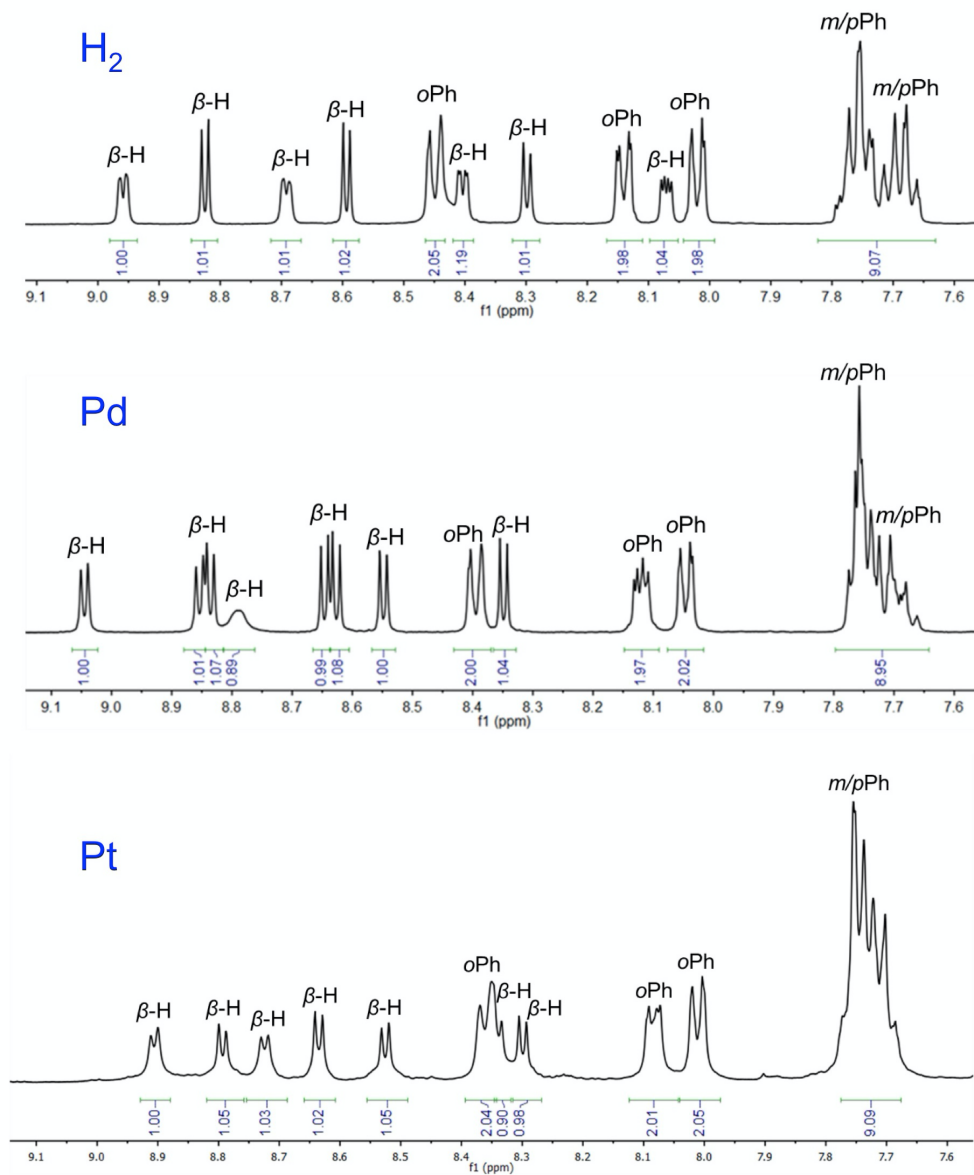 H2
m/pPh
β-H
oPh
m/pPh
β-H
β-H
β-H
β-H
oPh
oPh
β-H
β-H
1.00
1.01
1.01
1.02
2.05
1.19
1.01
1.98
1.04
1.98
9.07
9.1 9.0 8.9 8.8 8.7 8.6 8.5 8.4 8.3 8.2 8.1 8.0 7.9 7.8 7.7 7.6
f1 (ppm)
Pd
m/pPh
β-H
β-H
β-H
β-H
β-H
oPh
β-H
oPh
oPh
m/pPh
1.00
1.01
1.07
0.89
0.99
1.08
1.00
2.00
1.04
1.97
2.02
8.95
9.1 9.0 8.9 8.8 8.7 8.6 8.5 8.4 8.3 8.2 8.1 8.0 7.9 7.8 7.7 7.6
f1 (ppm)
Pt
m/pPh
β-H
β-H
β-H
β-H
β-H
oPh
β-H
β-H
oPh
oPh
1.00
1.05
1.03
1.02
1.05
2.04
0.90
0.98
2.01
2.05
9.09
9.1 9.0 8.9 8.8 8.7 8.6 8.5 8.4 8.3 8.2 8.1 8.0 7.9 7.8 7.7 7.6
f1 (ppm)